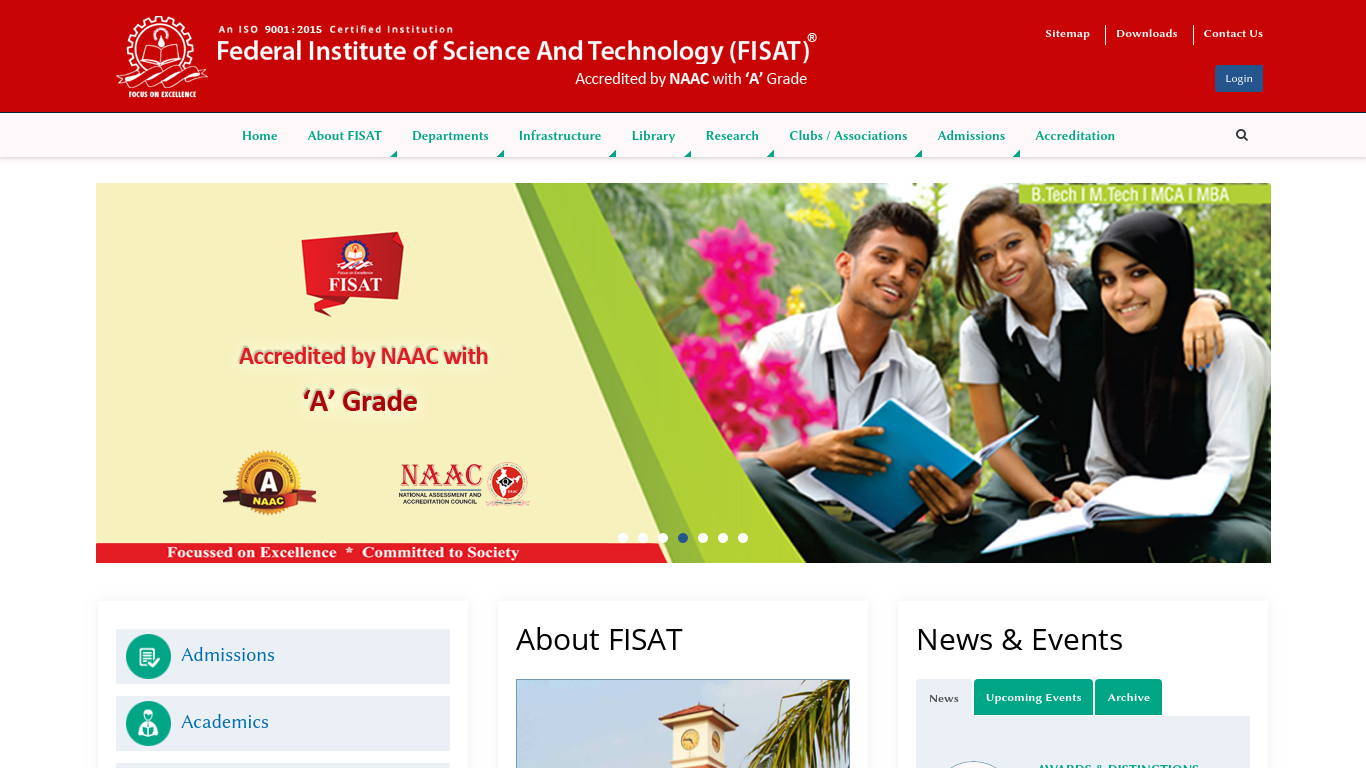 An ISO 9001:2015 Certified Institution
Federal Institute of Science And Technology (FISAT)®
Accredited by NAAC with ‘A’ Grade
FOCUS ON EXCELLENCE
Sitemap
Downloads
Contact Us
Login
Home
About FISAT
Departments
Infrastructure
Library
Research
Clubs / Associations
Admissions
Accreditation
B.Tech I M.Tech I MCA I MBA
Focus on Excellence
FISAT
Accredited by NAAC with
‘A’ Grade
ACCREDITED WITH GRADE
A
NAAC
NAAC
NATIONAL ASSESSMENT AND
ACCREDITATION COUNCIL
Focussed on Excellence * Committed to Society
Admissions
Academics
About FISAT
News & Events
News
Upcoming Events
Archive
AWARDS & DISTINCTIONS